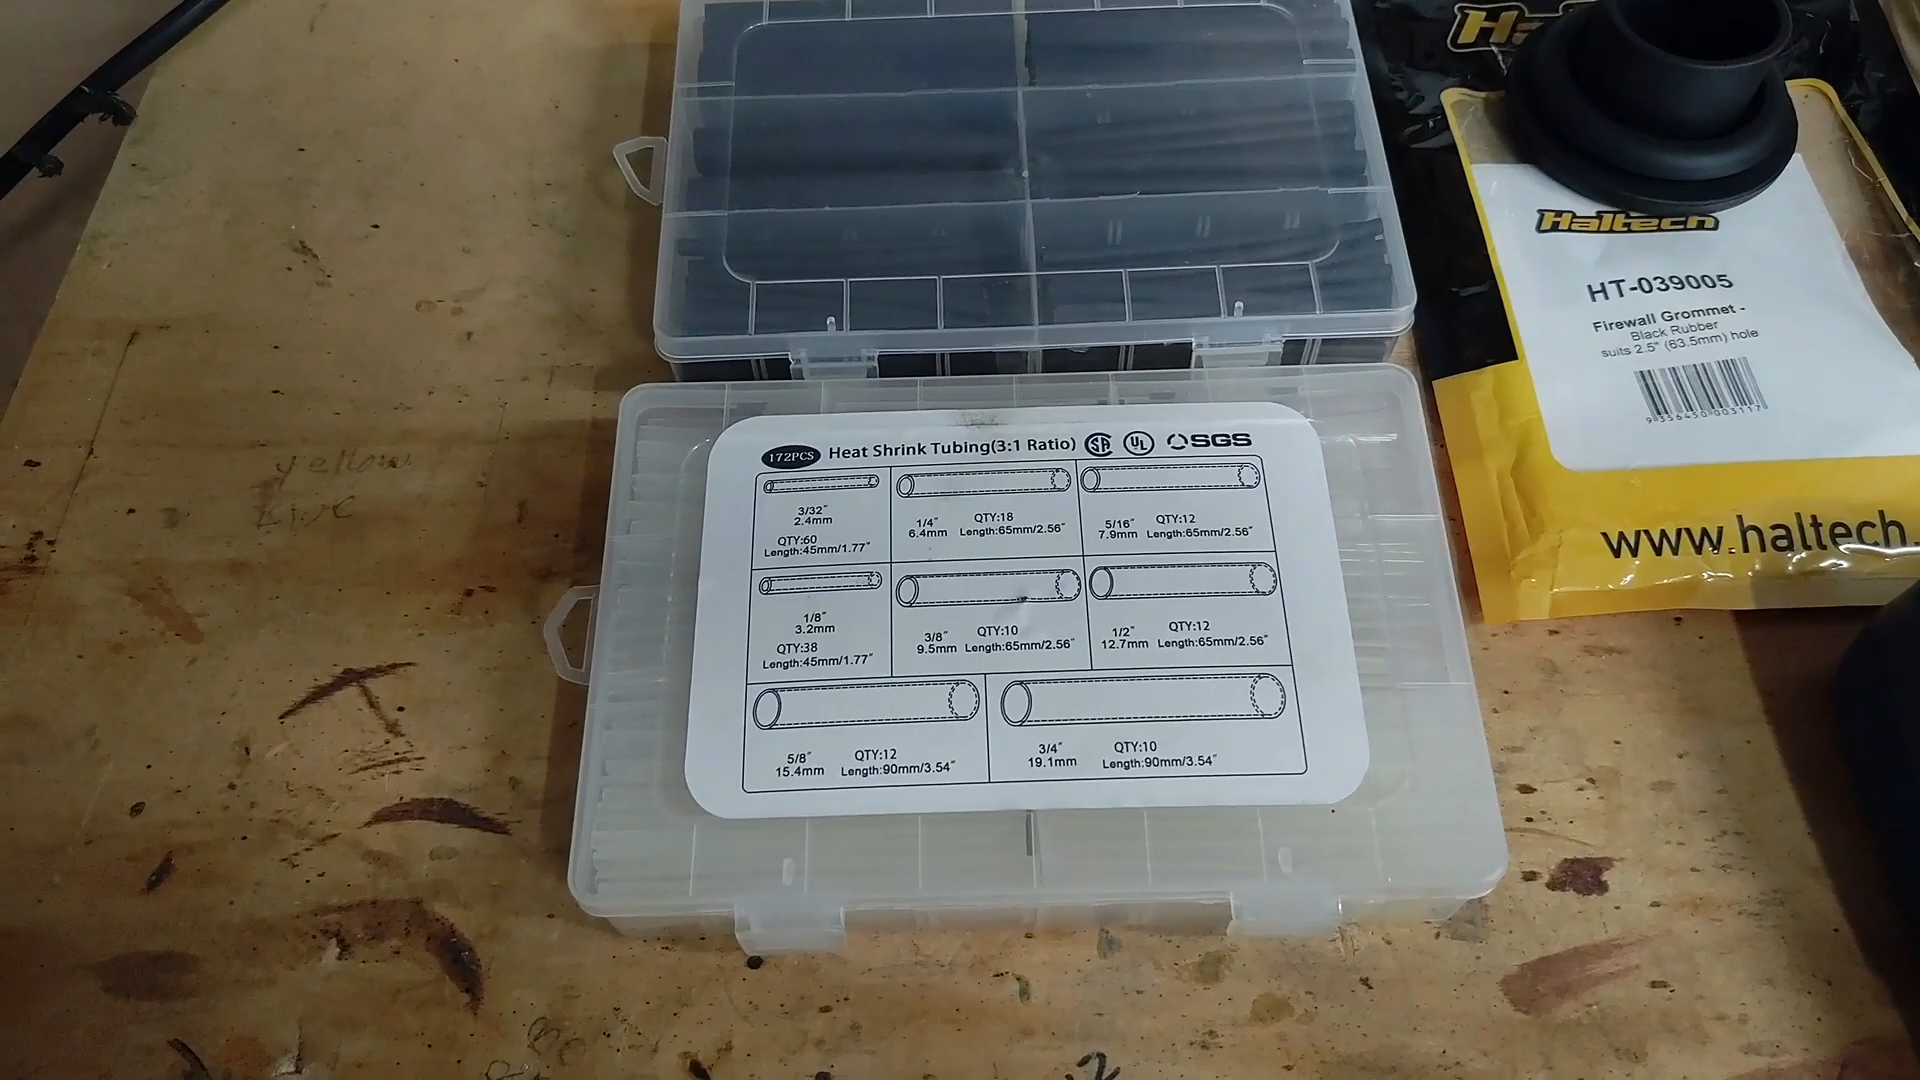 Haltech
HT-039005
Firewall Grommet -
Black Rubber
suits 2.5" (63.5mm) hole
9 356450 003117
www.haltech.
172PCS Heat Shrink Tubing(3:1 Ratio) SA UL SGS
3/32"
2.4mm
QTY:60
Length:45mm/1.77"
1/4" QTY:18
6.4mm Length:65mm/2.56"
5/16" QTY:12
7.9mm Length:65mm/2.56"
1/8"
3.2mm
QTY:38
Length:45mm/1.77"
3/8" QTY:10
9.5mm Length:65mm/2.56"
1/2" QTY:12
12.7mm Length:65mm/2.56"
5/8" QTY:12
15.4mm Length:90mm/3.54"
3/4" QTY:10
19.1mm Length:90mm/3.54"
yellow